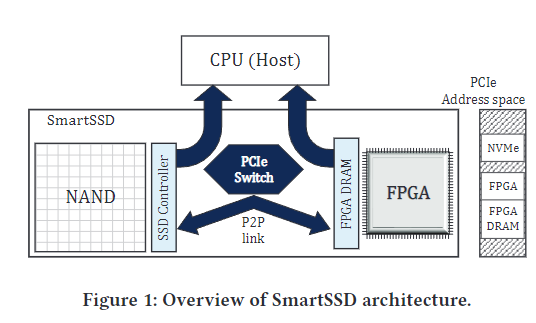 CPU (Host)
PCIe
Address space
SmartSSD
NAND
SSD Controller
PCIe
Switch
P2P
link
FPGA DRAM
FPGA
NVMe
FPGA
FPGA
DRAM
Figure 1: Overview of SmartSSD architecture.